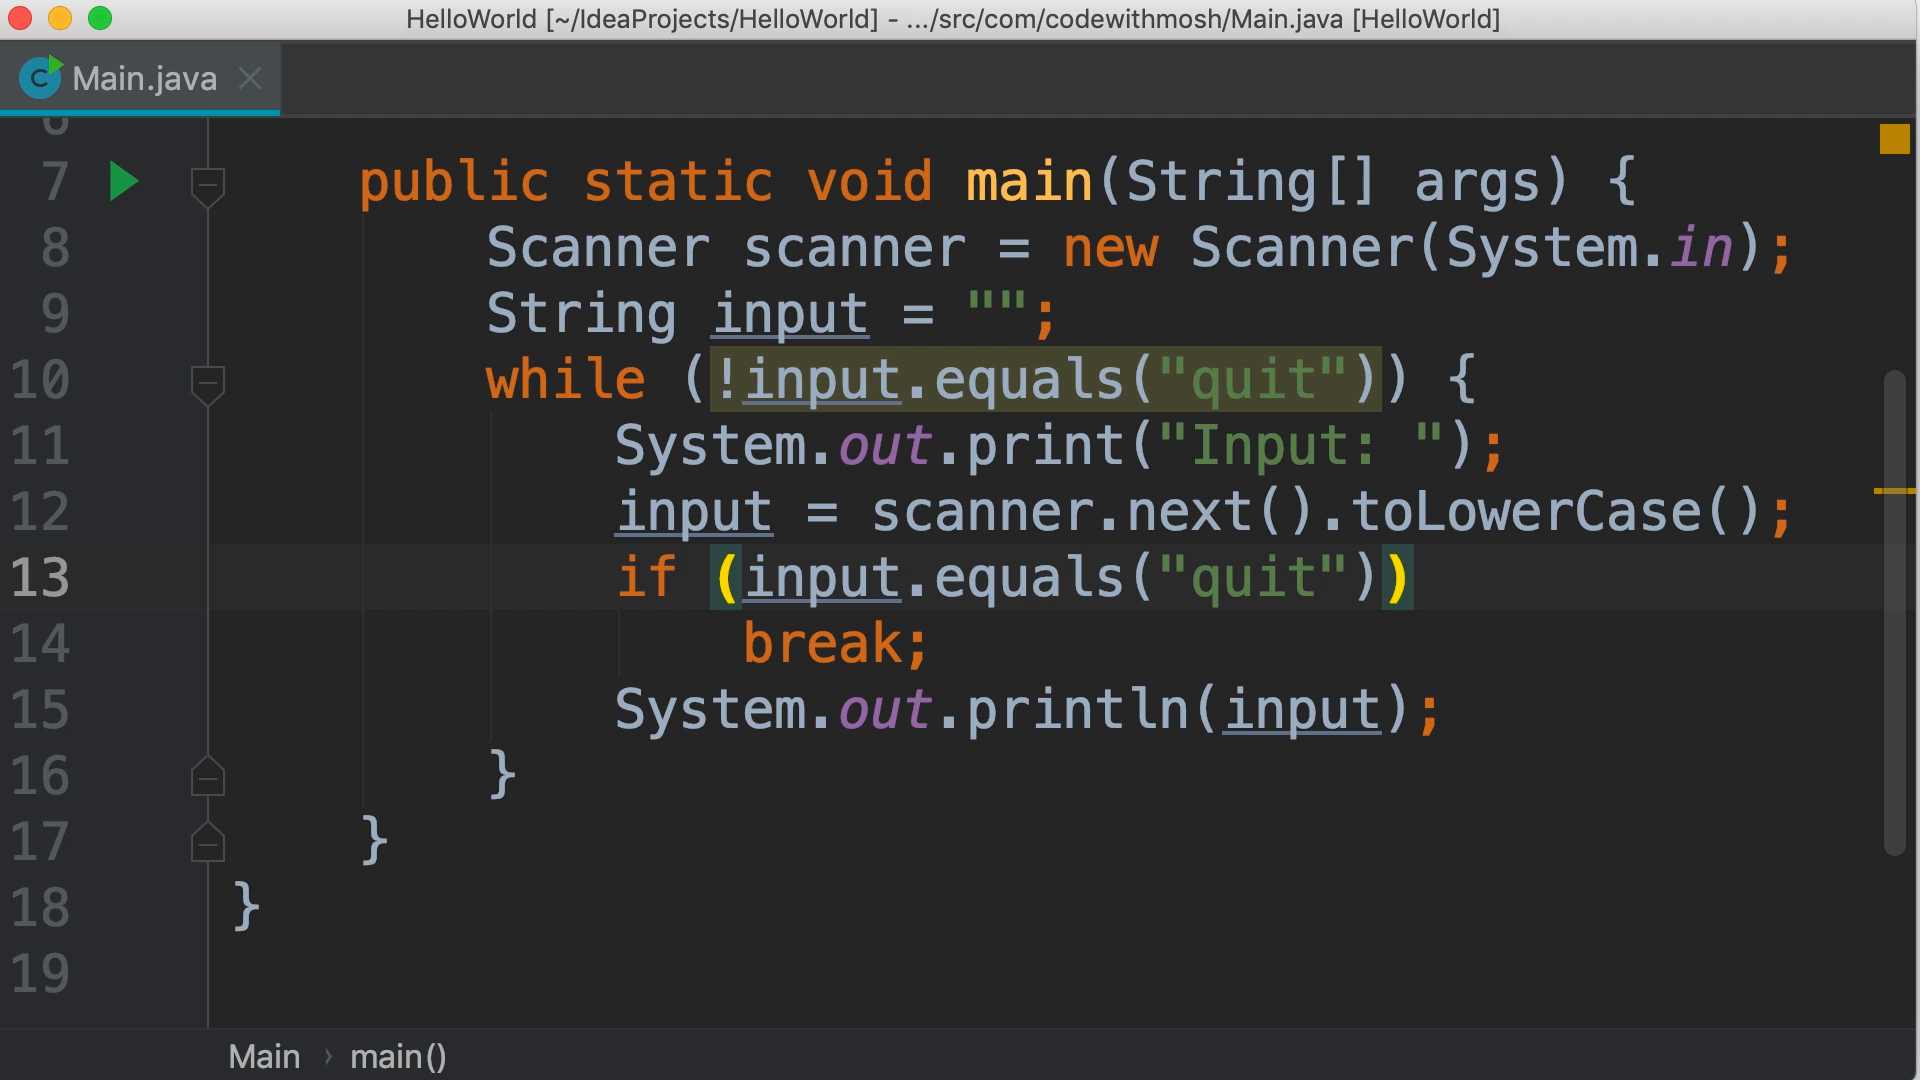 HelloWorld [~/IdeaProjects/HelloWorld] - .../src/com/codewithmosh/Main.java [HelloWorld]
Main.java
6
7 public static void main(String[] args) {
8 Scanner scanner = new Scanner(System.in);
9 String input = "";
10 while (!input.equals("quit")) {
11 System.out.print("Input: ");
12 input = scanner.next().toLowerCase();
13 if (input.equals("quit"))
14 break;
15 System.out.println(input);
16 }
17 }
18 }
19
Main › main()